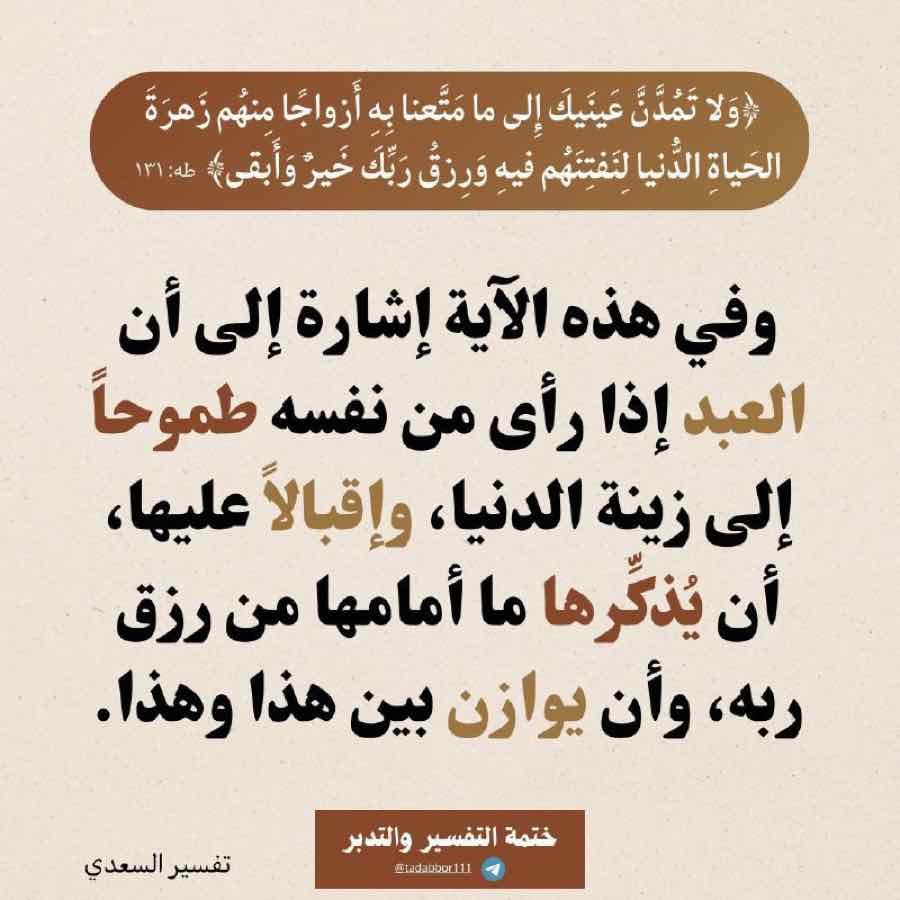 ﴿وَلا تَمُدَّنَّ عَينَيكَ إِلى ما مَتَّعنا بِهِ أَزواجًا مِنهُم زَهرَةَ
الحَياةِ الدُّنيا لِنَفتِنَهُم فيهِ وَرِزقُ رَبِّكَ خَيرٌ وَأَبقى﴾ طه: ١٣١
وفي هذه الآية إشارة إلى أن
العبد إذا رأى من نفسه طموحاً
إلى زينة الدنيا، وإقبالاً عليها،
أن يُذكِّرها ما أمامها من رزق
ربه، وأن يوازن بين هذا وهذا.
ختمة التفسير والتدبر
@tadabbor111
تفسير السعدي